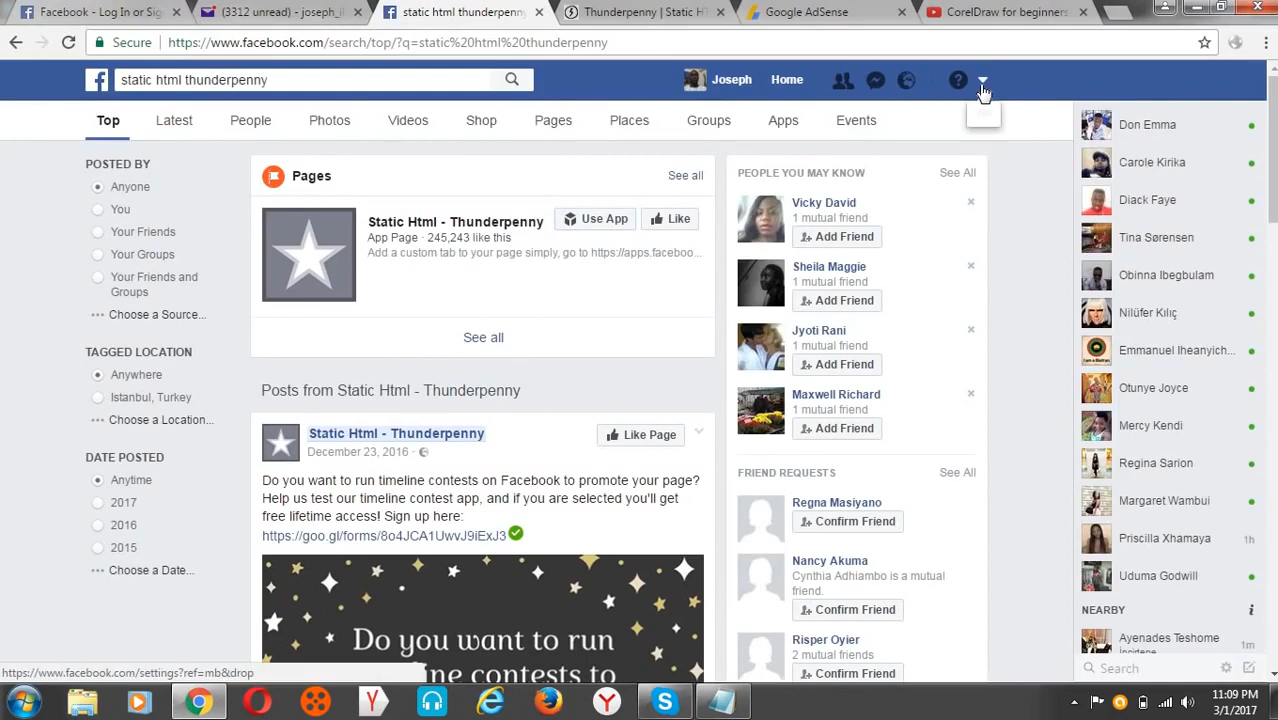 Facebook - Log In or Sig
(3312 unread) - joseph_il
static html thunderpenny
Thunderpenny | Static HT
Google AdSense
CorelDraw for beginners
Secure
https://www.facebook.com/search/top/?q=static%20html%20thunderpenny
static html thunderpenny
Joseph
Home
Top
Latest
People
Photos
Videos
Shop
Pages
Places
Groups
Apps
Events
POSTED BY
Anyone
You
Your Friends
Your Groups
Your Friends and
Groups
Choose a Source...
TAGGED LOCATION
Anywhere
Istanbul, Turkey
Choose a Location...
DATE POSTED
Anytime
2017
2016
2015
Choose a Date...
Pages
See all
Static Html - Thunderpenny
Use App
Like
App Page · 245,243 like this
Add a custom tab to your page simply, go to https://apps.faceboo...
See all
Posts from Static Html - Thunderpenny
Static Html - Thunderpenny
Like Page
December 23, 2016 ·
Do you want to run timeline contests on Facebook to promote your page?
Help us test our timeline contest app, and if you are selected you'll get
free lifetime access! Sign up here:
https://goo.gl/forms/8o4JCA1UwvJ9iExJ3
Do you want to run
ne contests to
PEOPLE YOU MAY KNOW
See All
Vicky David
1 mutual friend
Add Friend
Sheila Maggie
1 mutual friend
Add Friend
Jyoti Rani
1 mutual friend
Add Friend
Maxwell Richard
1 mutual friend
Add Friend
FRIEND REQUESTS
See All
Regna Masiyano
Confirm Friend
Nancy Akuma
Cynthia Adhiambo is a mutual
friend.
Confirm Friend
Risper Oyier
2 mutual friends
Confirm Friend
Don Emma
Carole Kirika
Diack Faye
Tina Sørensen
Obinna Ibegbulam
Nilüfer Kılıç
Emmanuel Iheanyich...
Otunye Joyce
Mercy Kendi
Regina Sarion
Margaret Wambui
Priscilla Xhamaya
1h
Uduma Godwill
NEARBY
Ayenades Teshome
1m
Search
https://www.facebook.com/settings?ref=mb&drop
11:09 PM
3/1/2017